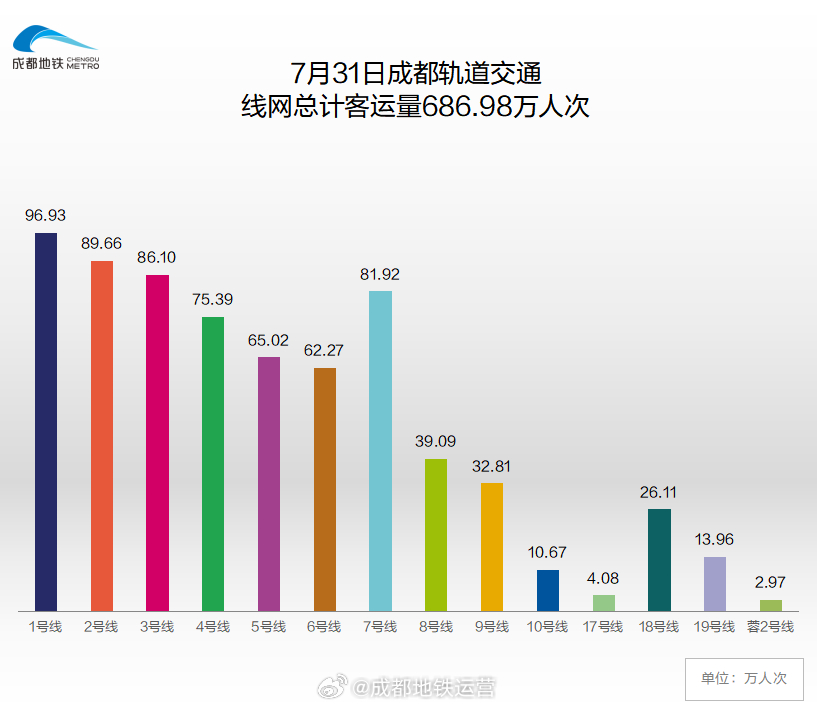 成都地铁 CHENGDU METRO
7月31日成都轨道交通
线网总计客运量686.98万人次
96.93
89.66
86.10
75.39
65.02
62.27
81.92
39.09
32.81
10.67
4.08
26.11
13.96
2.97
1号线 2号线 3号线 4号线 5号线 6号线 7号线 8号线 9号线 10号线 17号线 18号线 19号线 蓉2号线
单位：万人次
@成都地铁运营